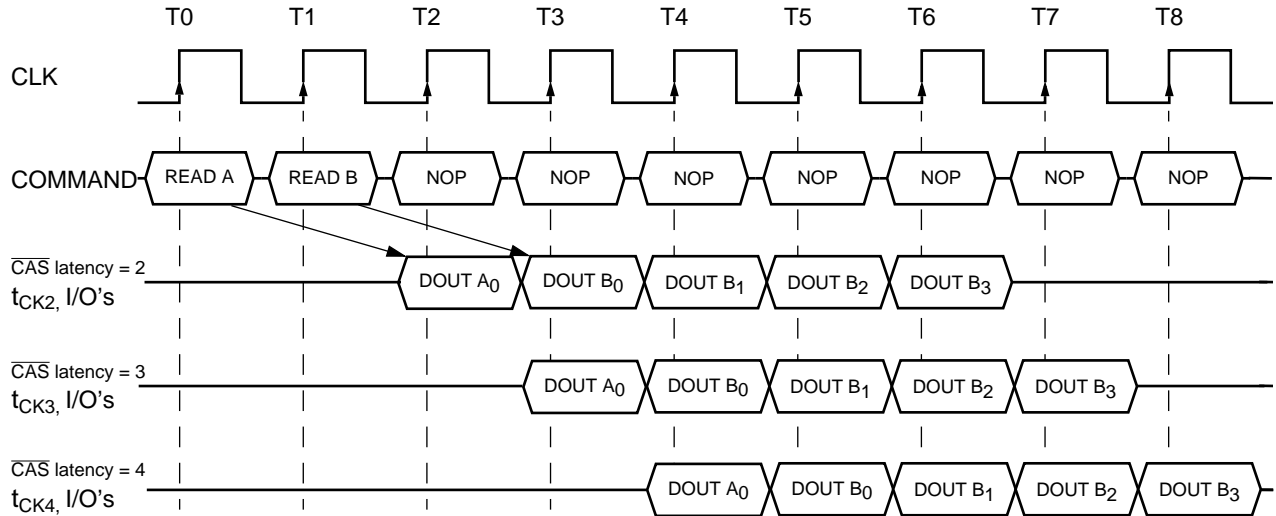 T0 T1 T2 T3 T4 T5 T6 T7 T8
CLK
COMMAND READ A READ B NOP NOP NOP NOP NOP NOP NOP
CAS latency = 2
tCK2, I/O's DOUT A0 DOUT B0 DOUT B1 DOUT B2 DOUT B3
CAS latency = 3
tCK3, I/O's DOUT A0 DOUT B0 DOUT B1 DOUT B2 DOUT B3
CAS latency = 4
tCK4, I/O's DOUT A0 DOUT B0 DOUT B1 DOUT B2 DOUT B3